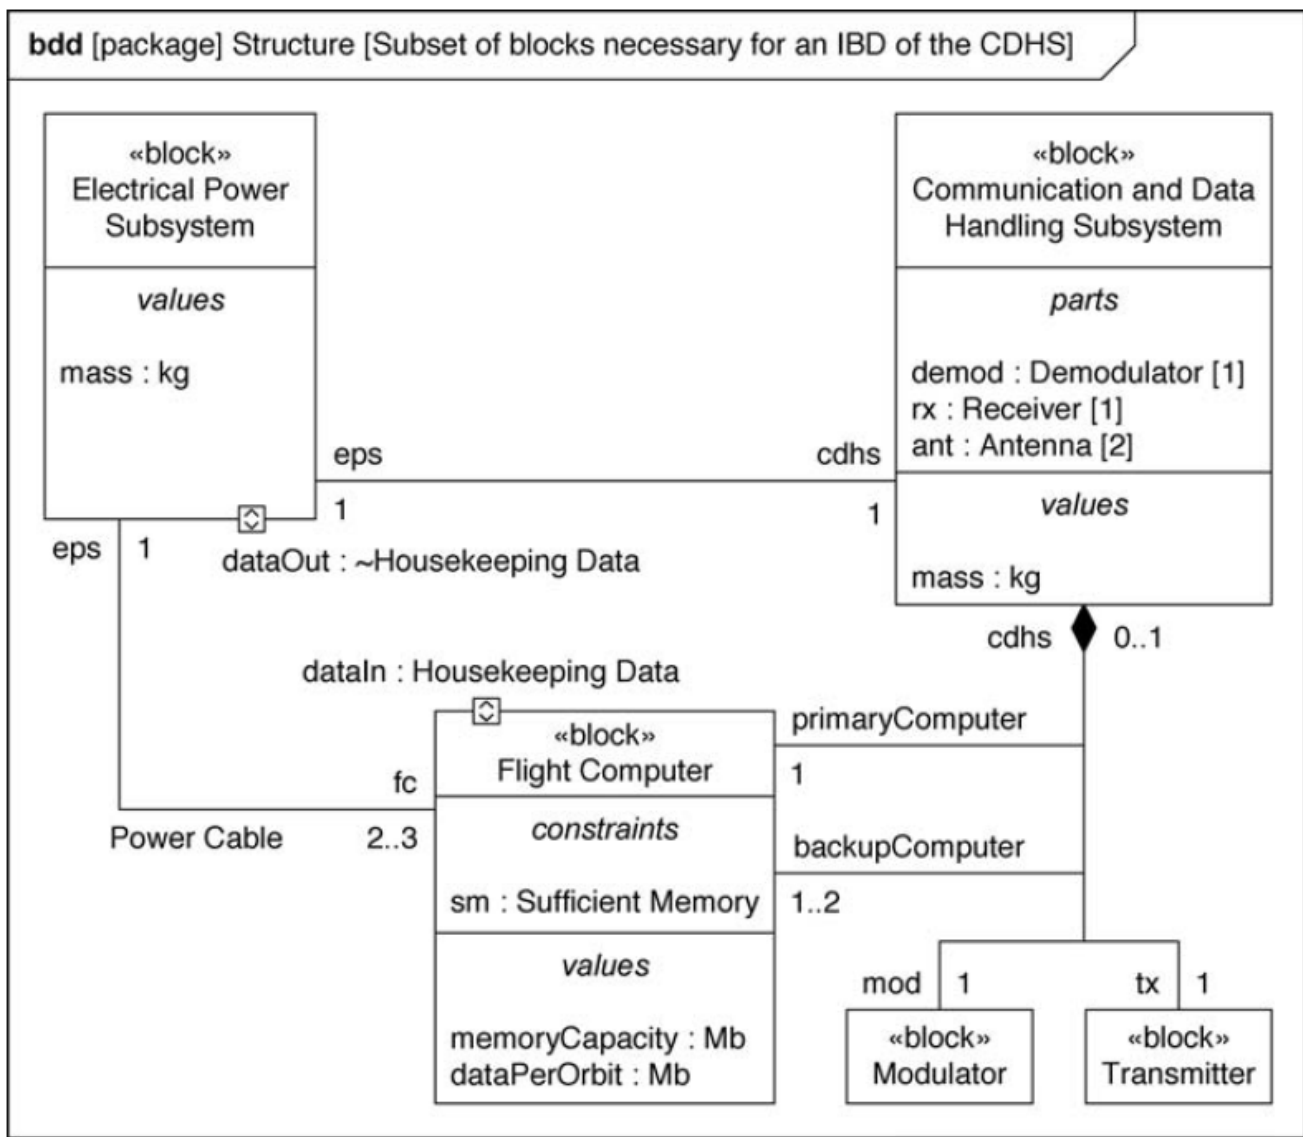 bdd [package] Structure [Subset of blocks necessary for an IBD of the CDHS]
«block»
Electrical Power
Subsystem
values
mass : kg
«block»
Communication and Data
Handling Subsystem
parts
demod : Demodulator [1]
rx : Receiver [1]
ant : Antenna [2]
values
mass : kg
eps
1
cdhs
1
eps
1
dataOut : ~Housekeeping Data
cdhs
0..1
dataIn : Housekeeping Data
«block»
Flight Computer
constraints
sm : Sufficient Memory
values
memoryCapacity : Mb
dataPerOrbit : Mb
primaryComputer
1
fc
Power Cable
2..3
backupComputer
1..2
mod
1
tx
1
«block»
Modulator
«block»
Transmitter